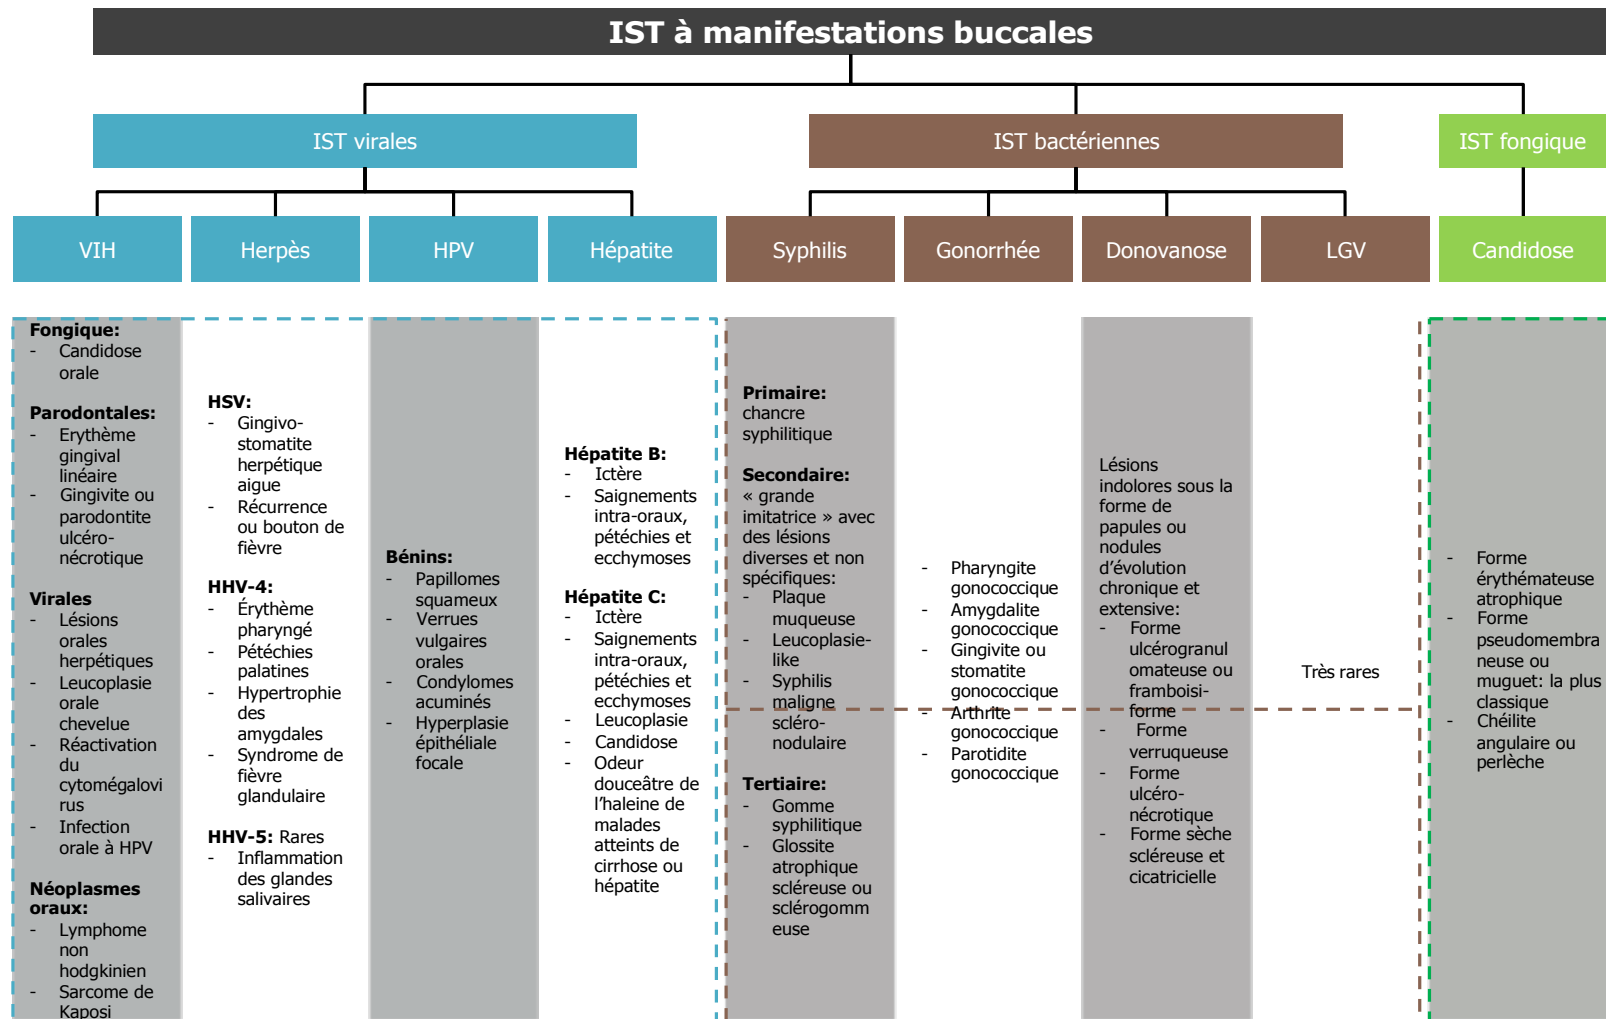 IST à manifestations buccales
IST virales
IST bactériennes
IST fongique
VIH
Herpès
HPV
Hépatite
Syphilis
Gonorrhée
Donovanose
LGV
Candidose
Fongique:
- Candidose
orale
Parodontales:
- Erythème
gingival
linéaire
- Gingivite ou
parodontite
ulcéro-
nécrotique
Virales
- Lésions
orales
herpétiques
- Leucoplasie
orale
chevelue
- Réactivation
du
cytomégalovi
rus
- Infection
orale à HPV
Néoplasmes
oraux:
- Lymphome
non
hodgkinien
- Sarcome de
Kaposi
HSV:
- Gingivo-
stomatite
herpétique
aigue
- Récurrence
ou bouton de
fièvre
HHV-4:
- Érythème
pharyngé
- Pétéchies
palatines
- Hypertrophie
des
amygdales
- Syndrome de
fièvre
glandulaire
HHV-5: Rares
- Inflammation
des glandes
salivaires
Bénins:
- Papillomes
squameux
- Verrues
vulgaires
orales
- Condylomes
acuminés
- Hyperplasie
épithéliale
focale
Hépatite B:
- Ictère
- Saignements
intra-oraux,
pétéchies et
ecchymoses
Hépatite C:
- Ictère
- Saignements
intra-oraux,
pétéchies et
ecchymoses
- Leucoplasie
- Candidose
- Odeur
douceâtre de
l’haleine de
malades
atteints de
cirrhose ou
hépatite
Primaire:
chancre
syphilitique
Secondaire:
« grande
imitatrice » avec
des lésions
diverses et non
spécifiques:
- Plaque
muqueuse
- Leucoplasie-
like
- Syphilis
maligne
scléro-
nodulaire
Tertiaire:
- Gomme
syphilitique
- Glossite
atrophique
scléreuse ou
sclérogomm
euse
- Pharyngite
gonococcique
- Amygdalite
gonococcique
- Gingivite ou
stomatite
gonococcique
- Arthrite
gonococcique
- Parotidite
gonococcique
Lésions
indolores sous la
forme de
papules ou
nodules
d’évolution
chronique et
extensive:
- Forme
ulcérogranul
omateuse ou
framboisi-
forme
- Forme
verruqueuse
- Forme
ulcéro-
nécrotique
- Forme sèche
scléreuse et
cicatricielle
Très rares
- Forme
érythémateuse
atrophique
- Forme
pseudomembra
neuse ou
muguet: la plus
classique
- Chéilite
angulaire ou
perlèche